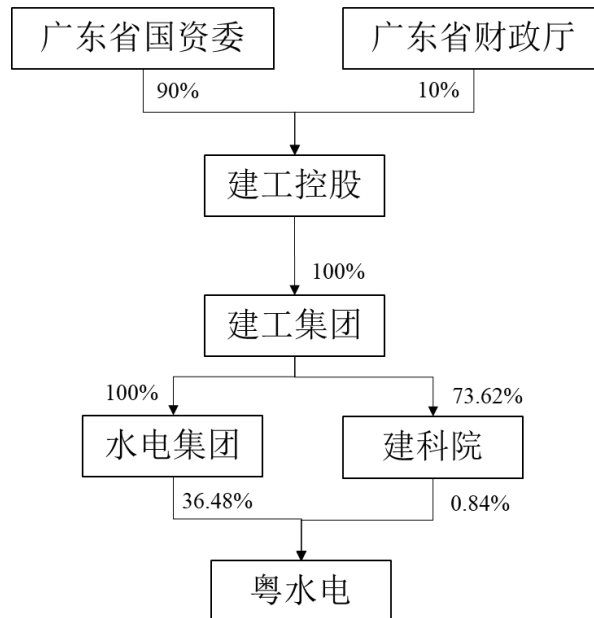 广东省国资委
广东省财政厅
90%
10%
建工控股
100%
建工集团
100%
73.62%
水电集团
建科院
36.48%
0.84%
粤水电